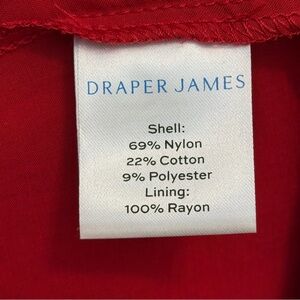 DRAPER JAMES
Shell:
69% Nylon
22% Cotton
9% Polyester
Lining:
100% Rayon